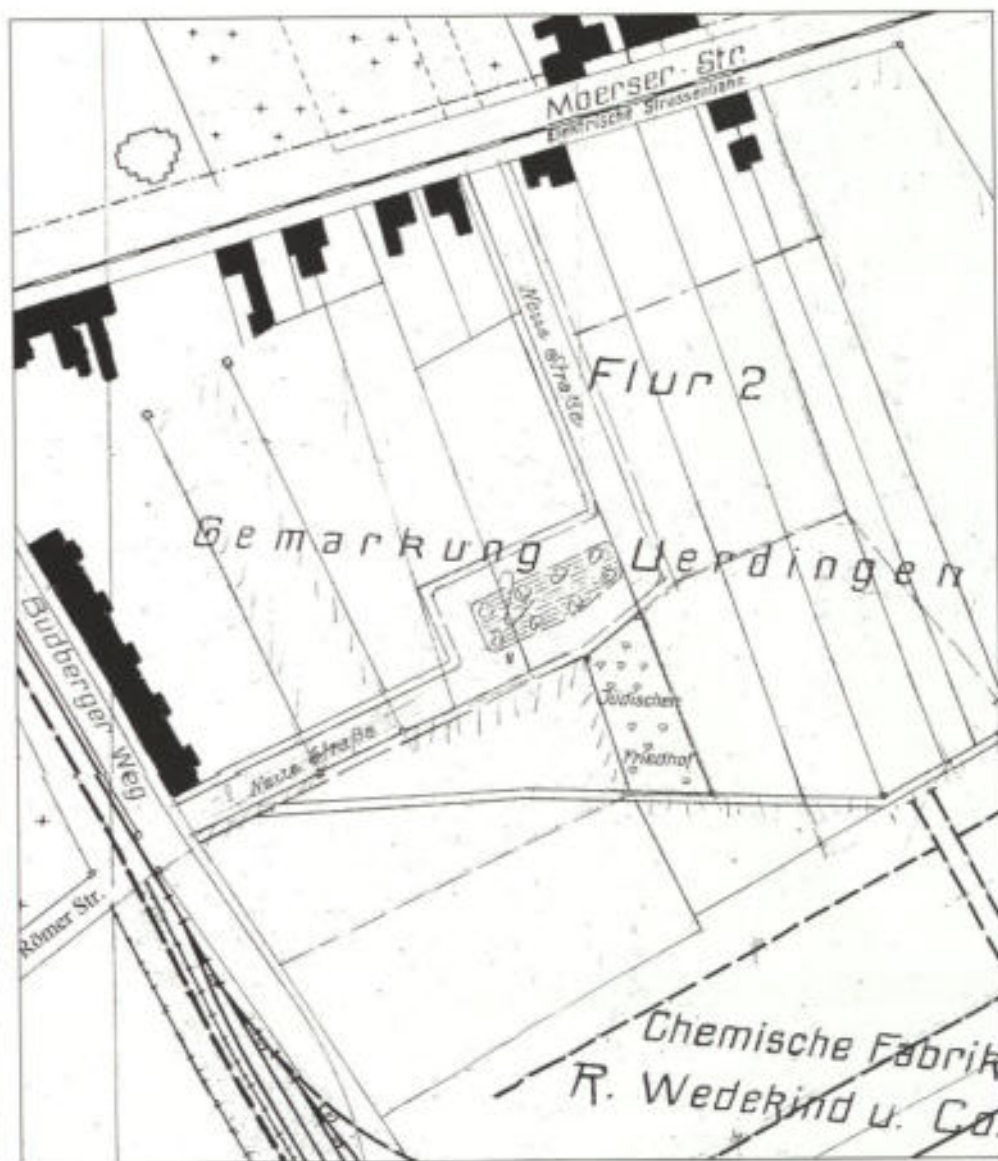 Moerser-Str.
Elektrische Strassenbahn.
Neue Straße
Flur 2
Gemarkung Uerdingen
Budberger Weg
Jüdischer
Friedhof
Neue Straße
Römer Str.
Chemische Fabrik
R. Wedekind u. Co.